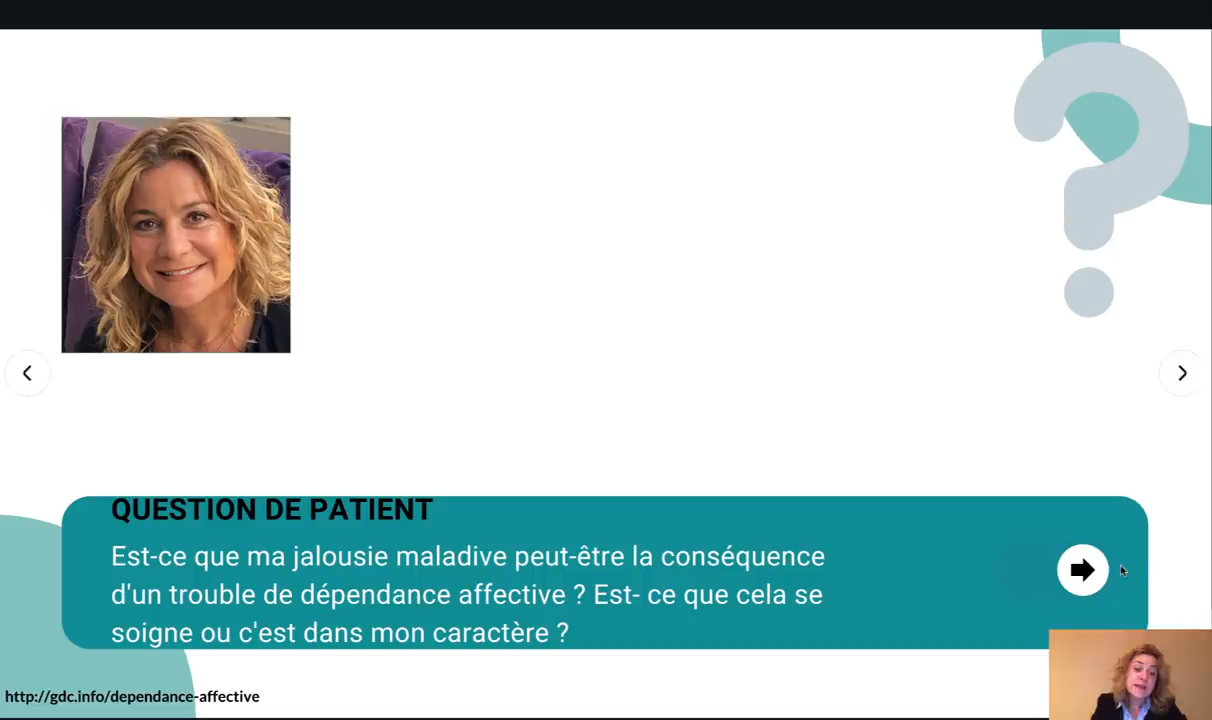 QUESTION DE PATIENT
Est-ce que ma jalousie maladive peut-être la conséquence
d'un trouble de dépendance affective ? Est- ce que cela se
soigne ou c'est dans mon caractère ?
http://gdc.info/dependance-affective